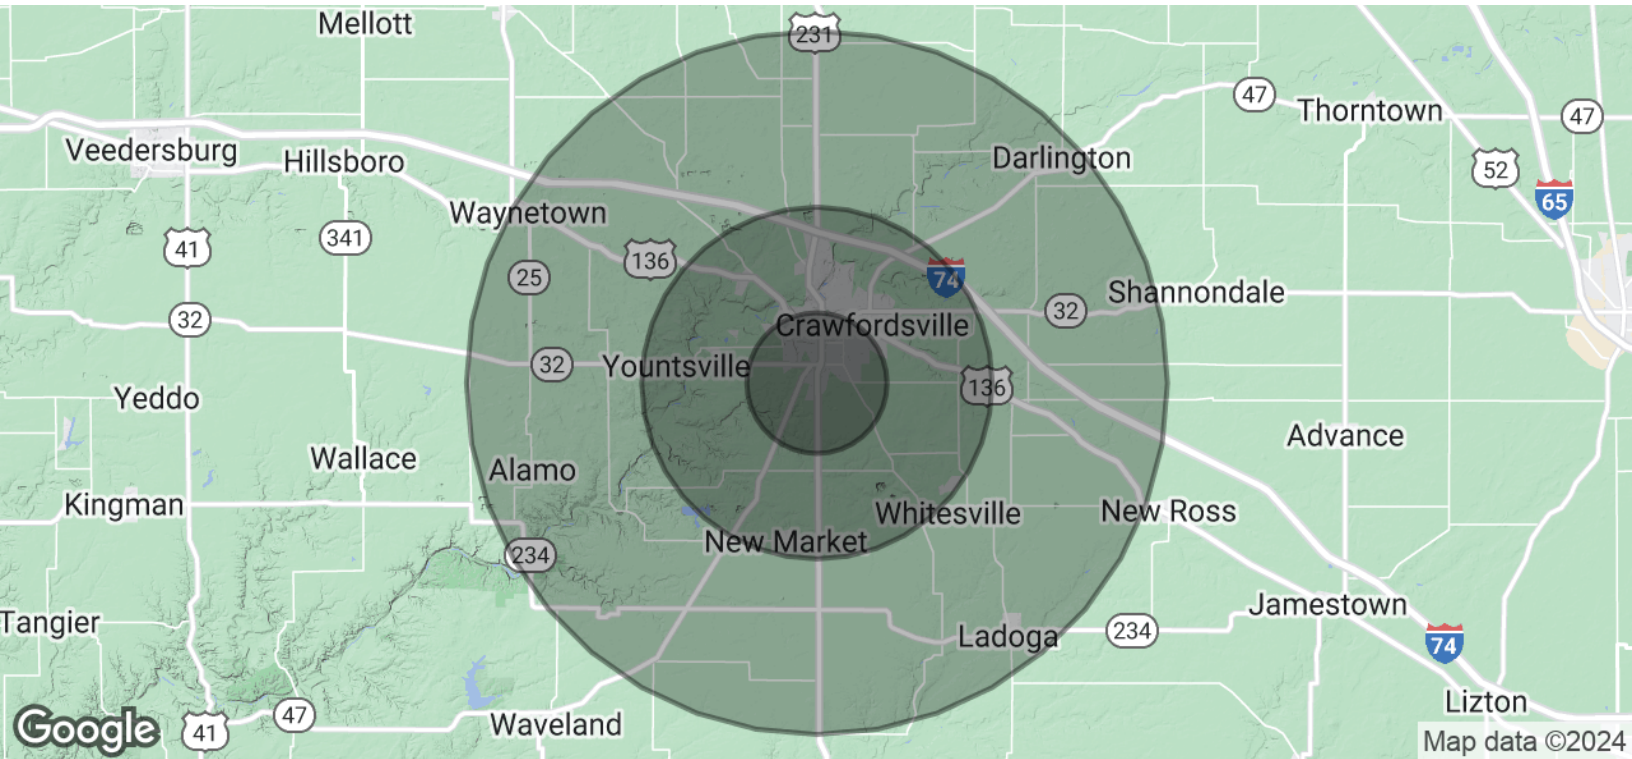 Mellott
231
47
Thorntown
47
Veedersburg
Hillsboro
Darlington
52
65
Waynetown
341
41
136
25
74
Shannondale
32
32
Crawfordsville
32
Yountsville
136
Yeddo
Advance
Wallace
Alamo
Kingman
Whitesville
New Ross
New Market
234
Jamestown
Tangier
Ladoga
234
74
Lizton
47
Waveland
41
Google
Map data ©2024